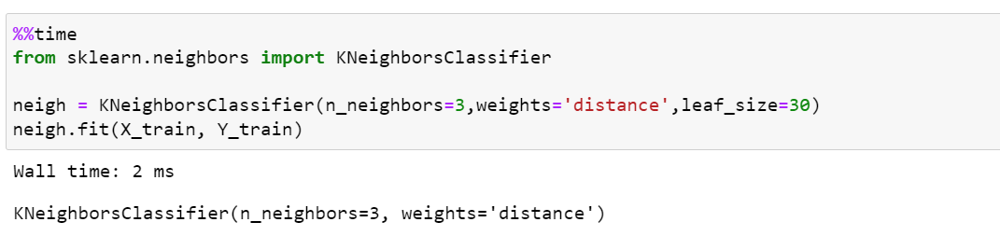 %%time
from sklearn.neighbors import KNeighborsClassifier
neigh = KNeighborsClassifier(n_neighbors=3,weights='distance',leaf_size=30)
neigh.fit(X_train, Y_train)
Wall time: 2 ms
KNeighborsClassifier(n_neighbors=3, weights='distance')